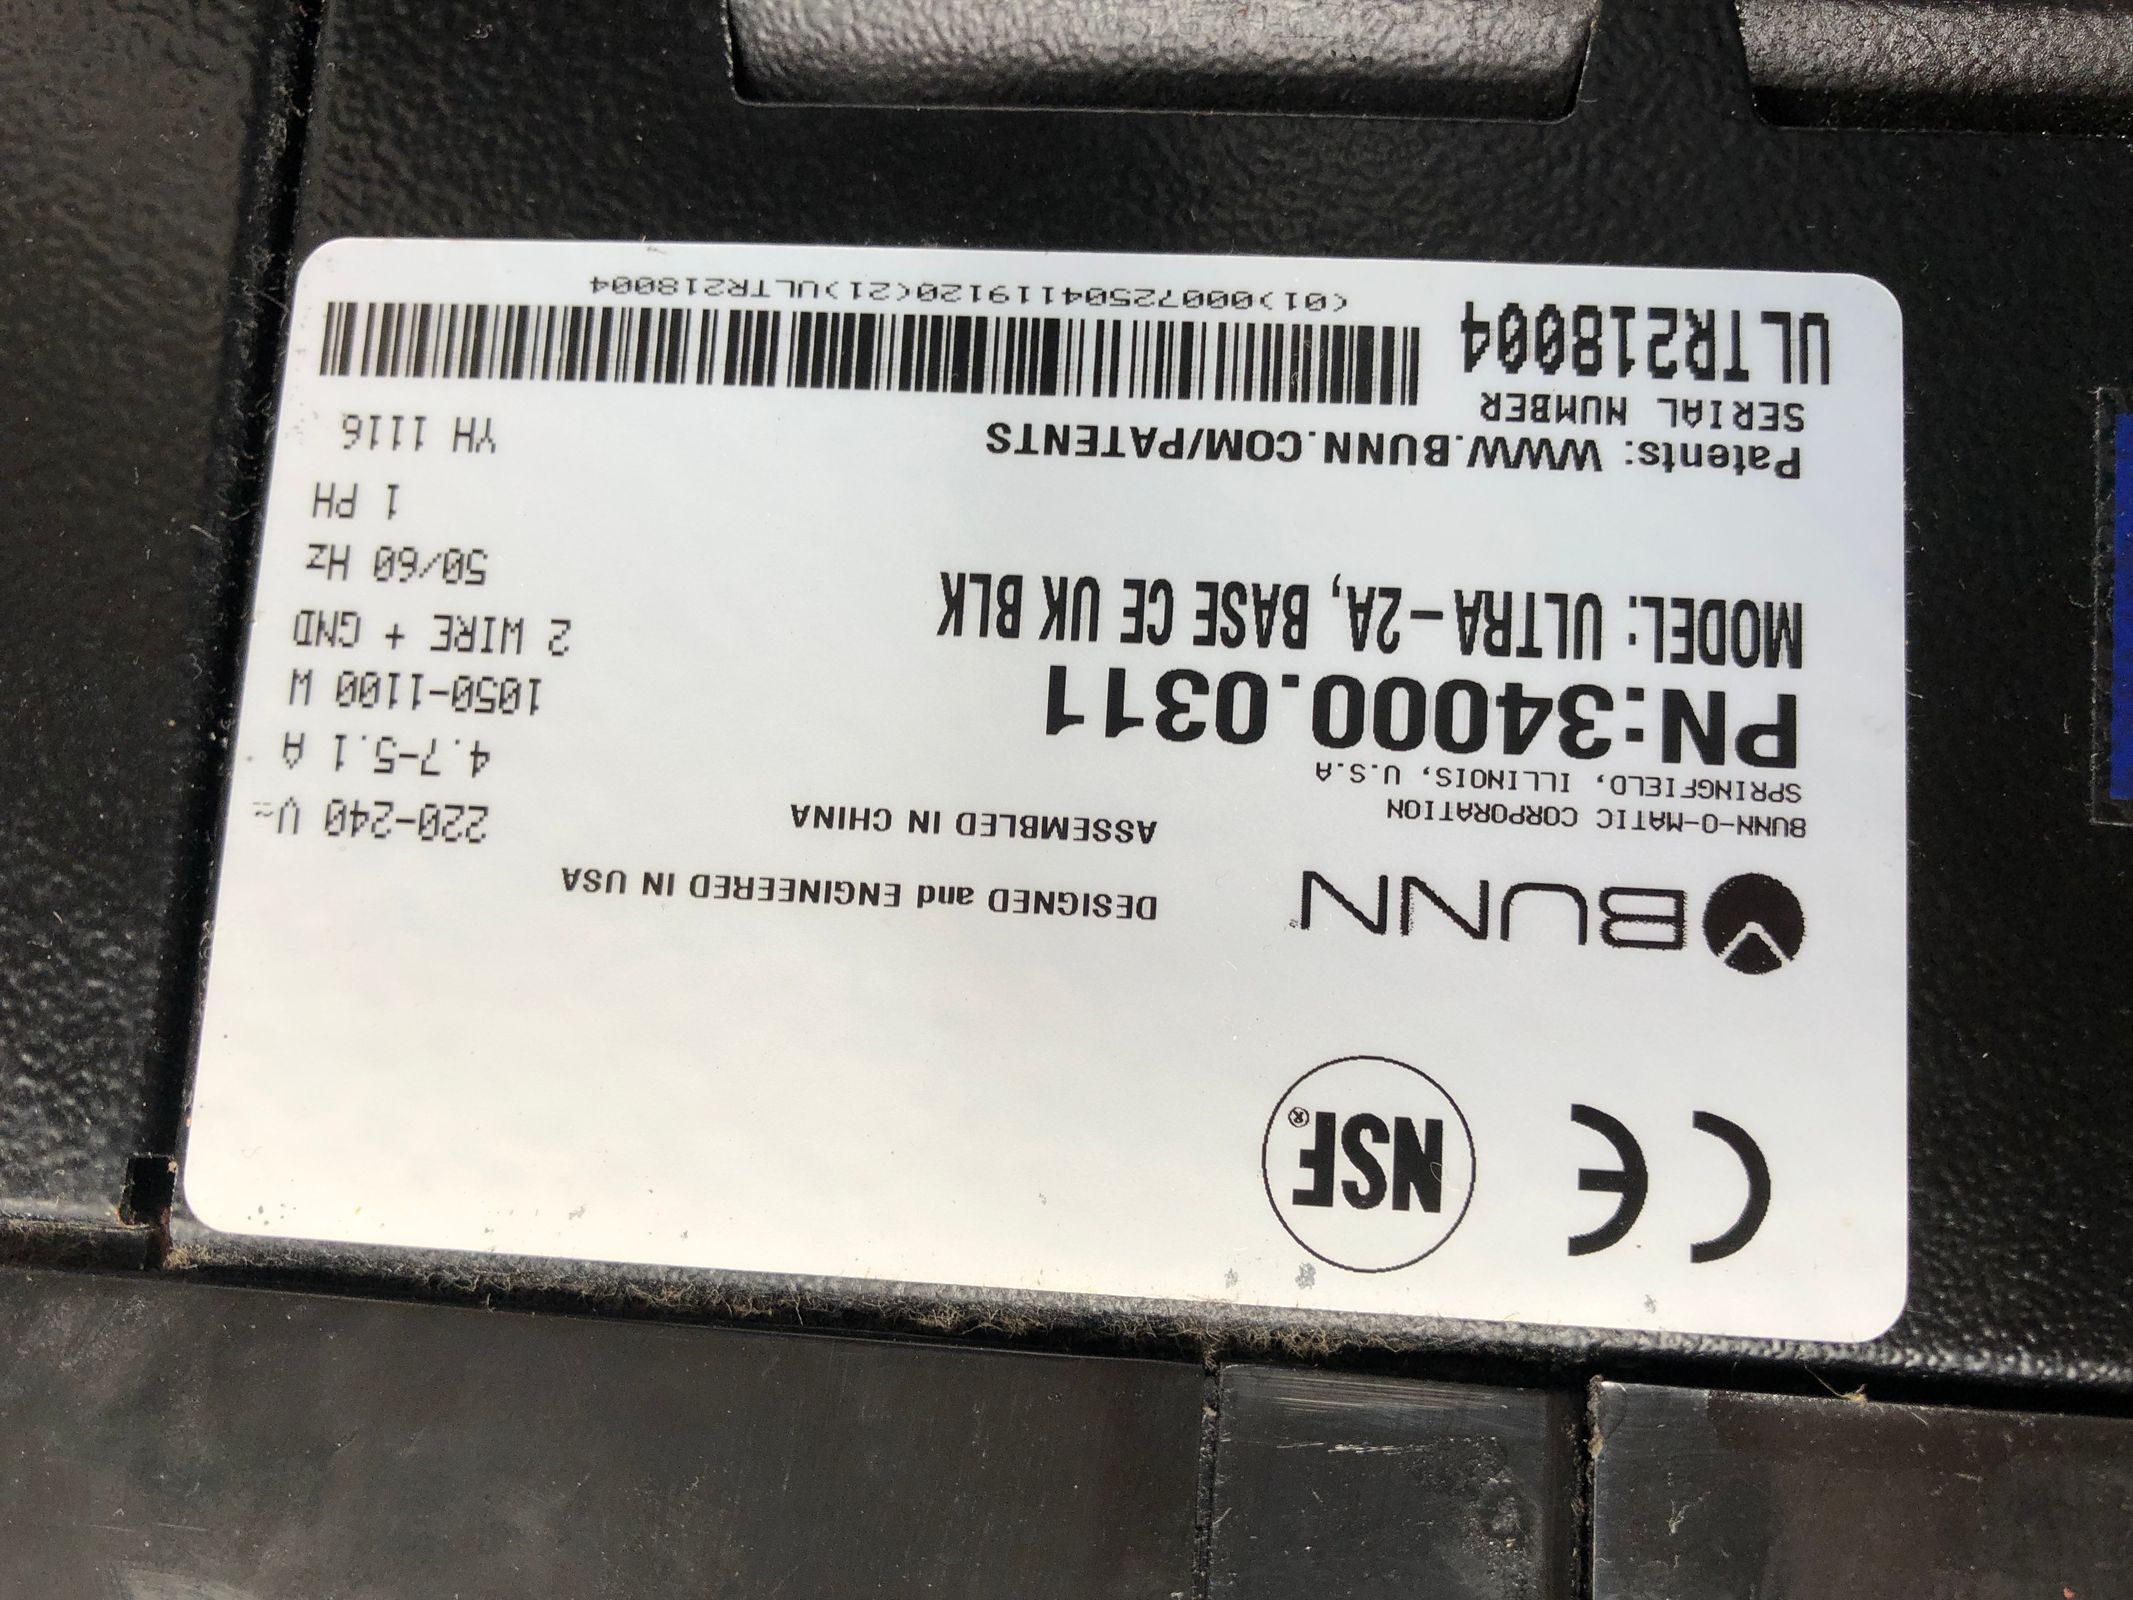 CE NSF®
BUNN
DESIGNED and ENGINEERED IN USA
ASSEMBLED IN CHINA
220-240 V~
4.7-5.1 A
1050-1100 W
2 WIRE + GND
50/60 Hz
1 PH
YH 1116
BUNN-O-MATIC CORPORATION
SPRINGFIELD, ILLINOIS, U.S.A
PN:34000.0311
MODEL: ULTRA-2A, BASE CE UK BLK
Patents: WWW.BUNN.COM/PATENTS
SERIAL NUMBER
ULTR218004
(01)00072504119120(21)ULTR218004